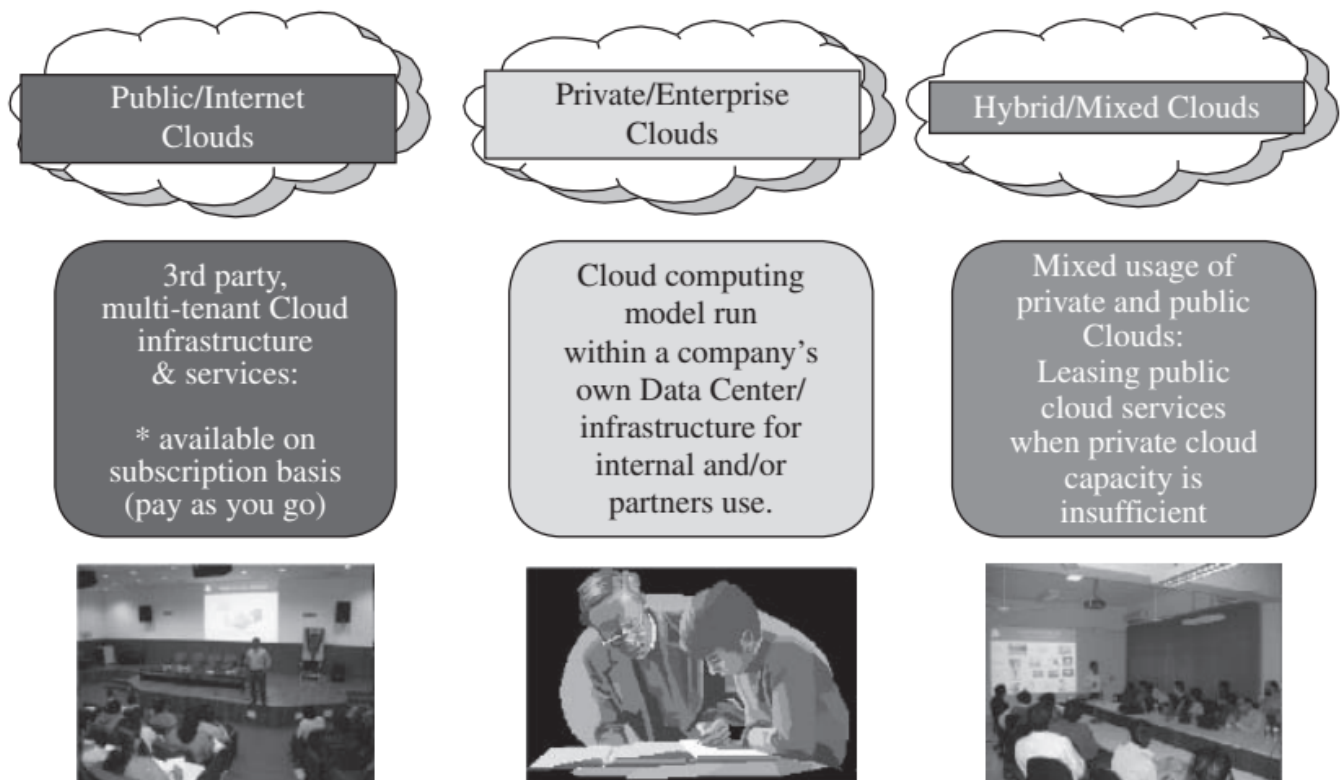 Public/Internet
Clouds
Private/Enterprise
Clouds
Hybrid/Mixed Clouds
3rd party,
multi-tenant Cloud
infrastructure
& services:
* available on
subscription basis
(pay as you go)
Cloud computing
model run
within a company’s
own Data Center/
infrastructure for
internal and/or
partners use.
Mixed usage of
private and public
Clouds:
Leasing public
cloud services
when private cloud
capacity is
insufficient